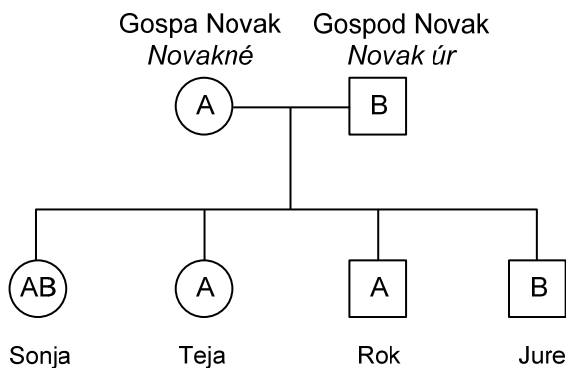 Gospa Novak Gospod Novak
Novakné Novak úr
A B
AB A A B
Sonja Teja Rok Jure